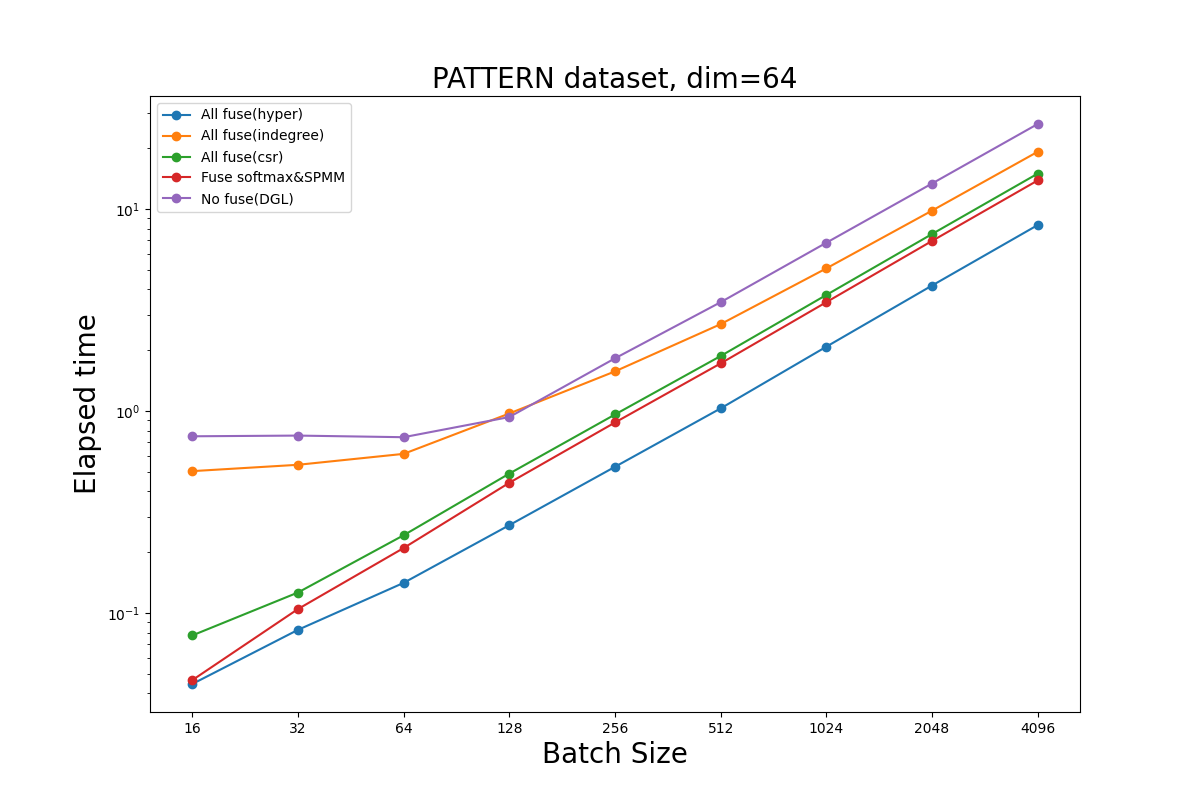 PATTERN dataset, dim=64
All fuse(hyper)
All fuse(indegree)
All fuse(csr)
Fuse softmax&SPMM
No fuse(DGL)
Elapsed time
10¹
10⁰
10⁻¹
16 32 64 128 256 512 1024 2048 4096
Batch Size